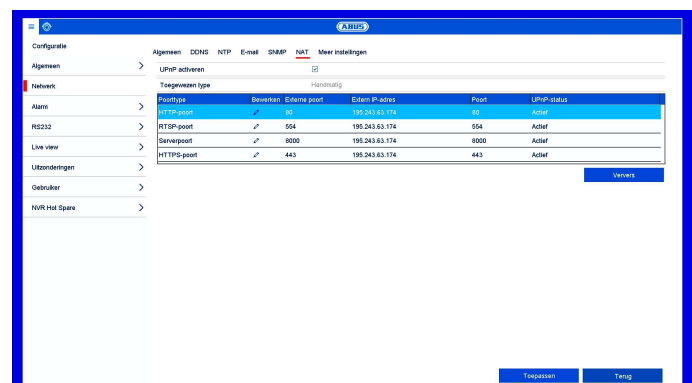 ABUS
Configuratie
Algemeen
Netwerk
Alarm
RS232
Live view
Uitzonderingen
Gebruiker
NVR Hot Spare
Algemeen DDNS NTP E-mail SNMP NAT Meer instellingen
UPnP activeren
Toegewezen type Handmatig
Poorttype Bewerken Externe poort Extern IP-adres Poort UPnP-status
HTTP-poort 80 195.243.63.174 80 Actief
RTSP-poort 554 195.243.63.174 554 Actief
Serverpoort 8000 195.243.63.174 8000 Actief
HTTPS-poort 443 195.243.63.174 443 Actief
Ververs
Toepassen Terug